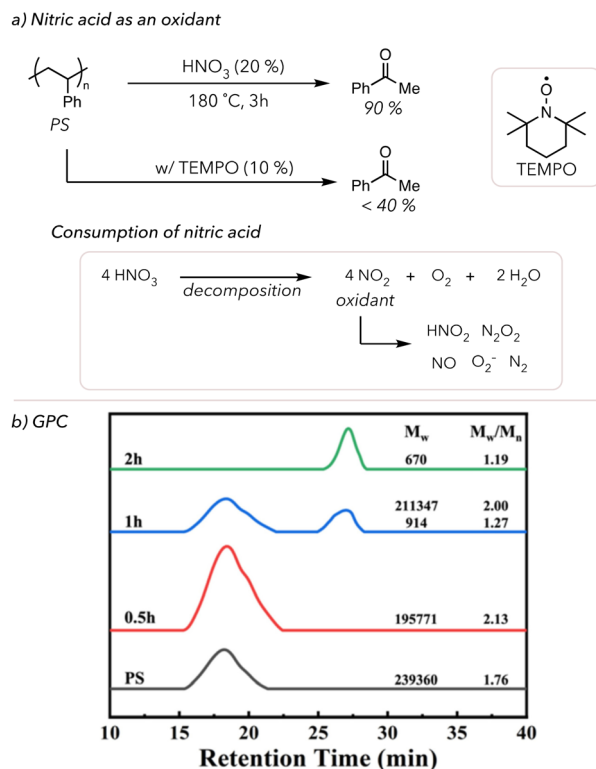 a) Nitric acid as an oxidant
HNO3 (20 %)
180 ˚C, 3h
n
Ph
PS
O
Ph Me
90 %
w/ TEMPO (10 %)
O
Ph Me
< 40 %
O
N
TEMPO
Consumption of nitric acid
4 HNO3 decomposition 4 NO2 + O2 + 2 H2O
oxidant
HNO2 N2O2
NO O2- N2
b) GPC
Mw Mw/Mn
2h 670 1.19
1h 211347 2.00
914 1.27
0.5h 195771 2.13
PS 239360 1.76
10 15 20 25 30 35 40
Retention Time (min)